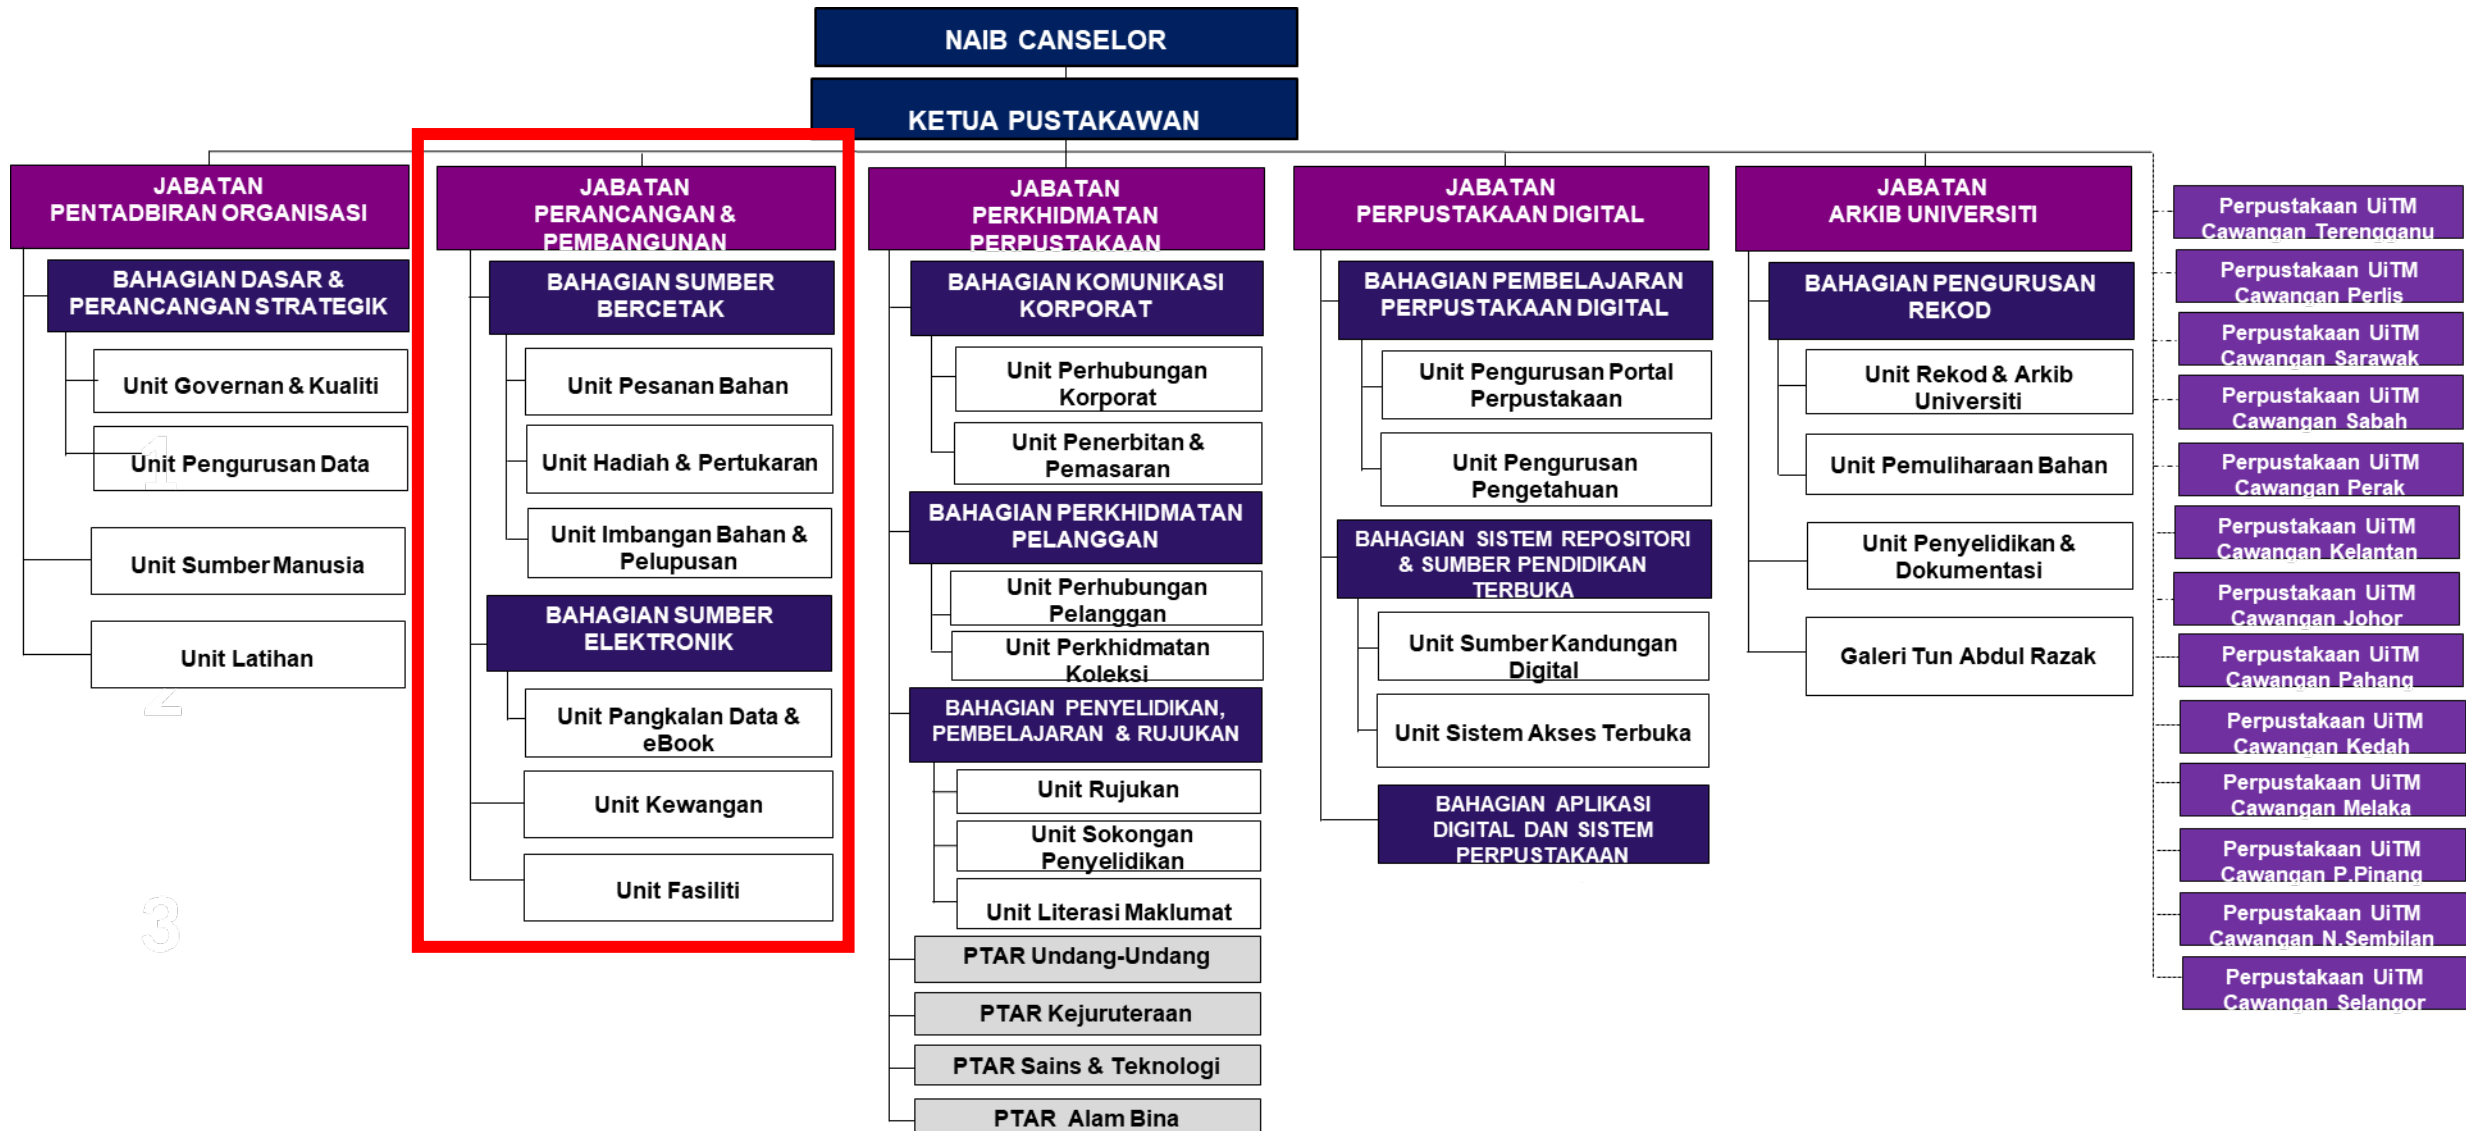 NAIB CANSELOR
KETUA PUSTAKAWAN
JABATAN
PENTADBIRAN ORGANISASI
BAHAGIAN DASAR &
PERANCANGAN STRATEGIK
Unit Governan & Kualiti
Unit Pengurusan Data
1
Unit Sumber Manusia
Unit Latihan
2
3
JABATAN
PERANCANGAN &
PEMBANGUNAN
BAHAGIAN SUMBER
BERCETAK
Unit Pesanan Bahan
Unit Hadiah & Pertukaran
Unit Imbangan Bahan &
Pelupusan
BAHAGIAN SUMBER
ELEKTRONIK
Unit Pangkalan Data &
eBook
Unit Kewangan
Unit Fasiliti
JABATAN
PERKHIDMATAN
PERPUSTAKAAN
BAHAGIAN KOMUNIKASI
KORPORAT
Unit Perhubungan
Korporat
Unit Penerbitan &
Pemasaran
BAHAGIAN PERKHIDMATAN
PELANGGAN
Unit Perhubungan
Pelanggan
Unit Perkhidmatan
Koleksi
BAHAGIAN PENYELIDIKAN,
PEMBELAJARAN & RUJUKAN
Unit Rujukan
Unit Sokongan
Penyelidikan
Unit Literasi Maklumat
PTAR Undang-Undang
PTAR Kejuruteraan
PTAR Sains & Teknologi
PTAR Alam Bina
JABATAN
PERPUSTAKAAN DIGITAL
BAHAGIAN PEMBELAJARAN
PERPUSTAKAAN DIGITAL
Unit Pengurusan Portal
Perpustakaan
Unit Pengurusan
Pengetahuan
BAHAGIAN SISTEM REPOSITORI
& SUMBER PENDIDIKAN
TERBUKA
Unit Sumber Kandungan
Digital
Unit Sistem Akses Terbuka
BAHAGIAN APLIKASI
DIGITAL DAN SISTEM
PERPUSTAKAAN
JABATAN
ARKIB UNIVERSITI
BAHAGIAN PENGURUSAN
REKOD
Unit Rekod & Arkib
Universiti
Unit Pemuliharaan Bahan
Unit Penyelidikan &
Dokumentasi
Galeri Tun Abdul Razak
Perpustakaan UiTM
Cawangan Terengganu
Perpustakaan UiTM
Cawangan Perlis
Perpustakaan UiTM
Cawangan Sarawak
Perpustakaan UiTM
Cawangan Sabah
Perpustakaan UiTM
Cawangan Perak
Perpustakaan UiTM
Cawangan Kelantan
Perpustakaan UiTM
Cawangan Johor
Perpustakaan UiTM
Cawangan Pahang
Perpustakaan UiTM
Cawangan Kedah
Perpustakaan UiTM
Cawangan Melaka
Perpustakaan UiTM
Cawangan P.Pinang
Perpustakaan UiTM
Cawangan N.Sembilan
Perpustakaan UiTM
Cawangan Selangor